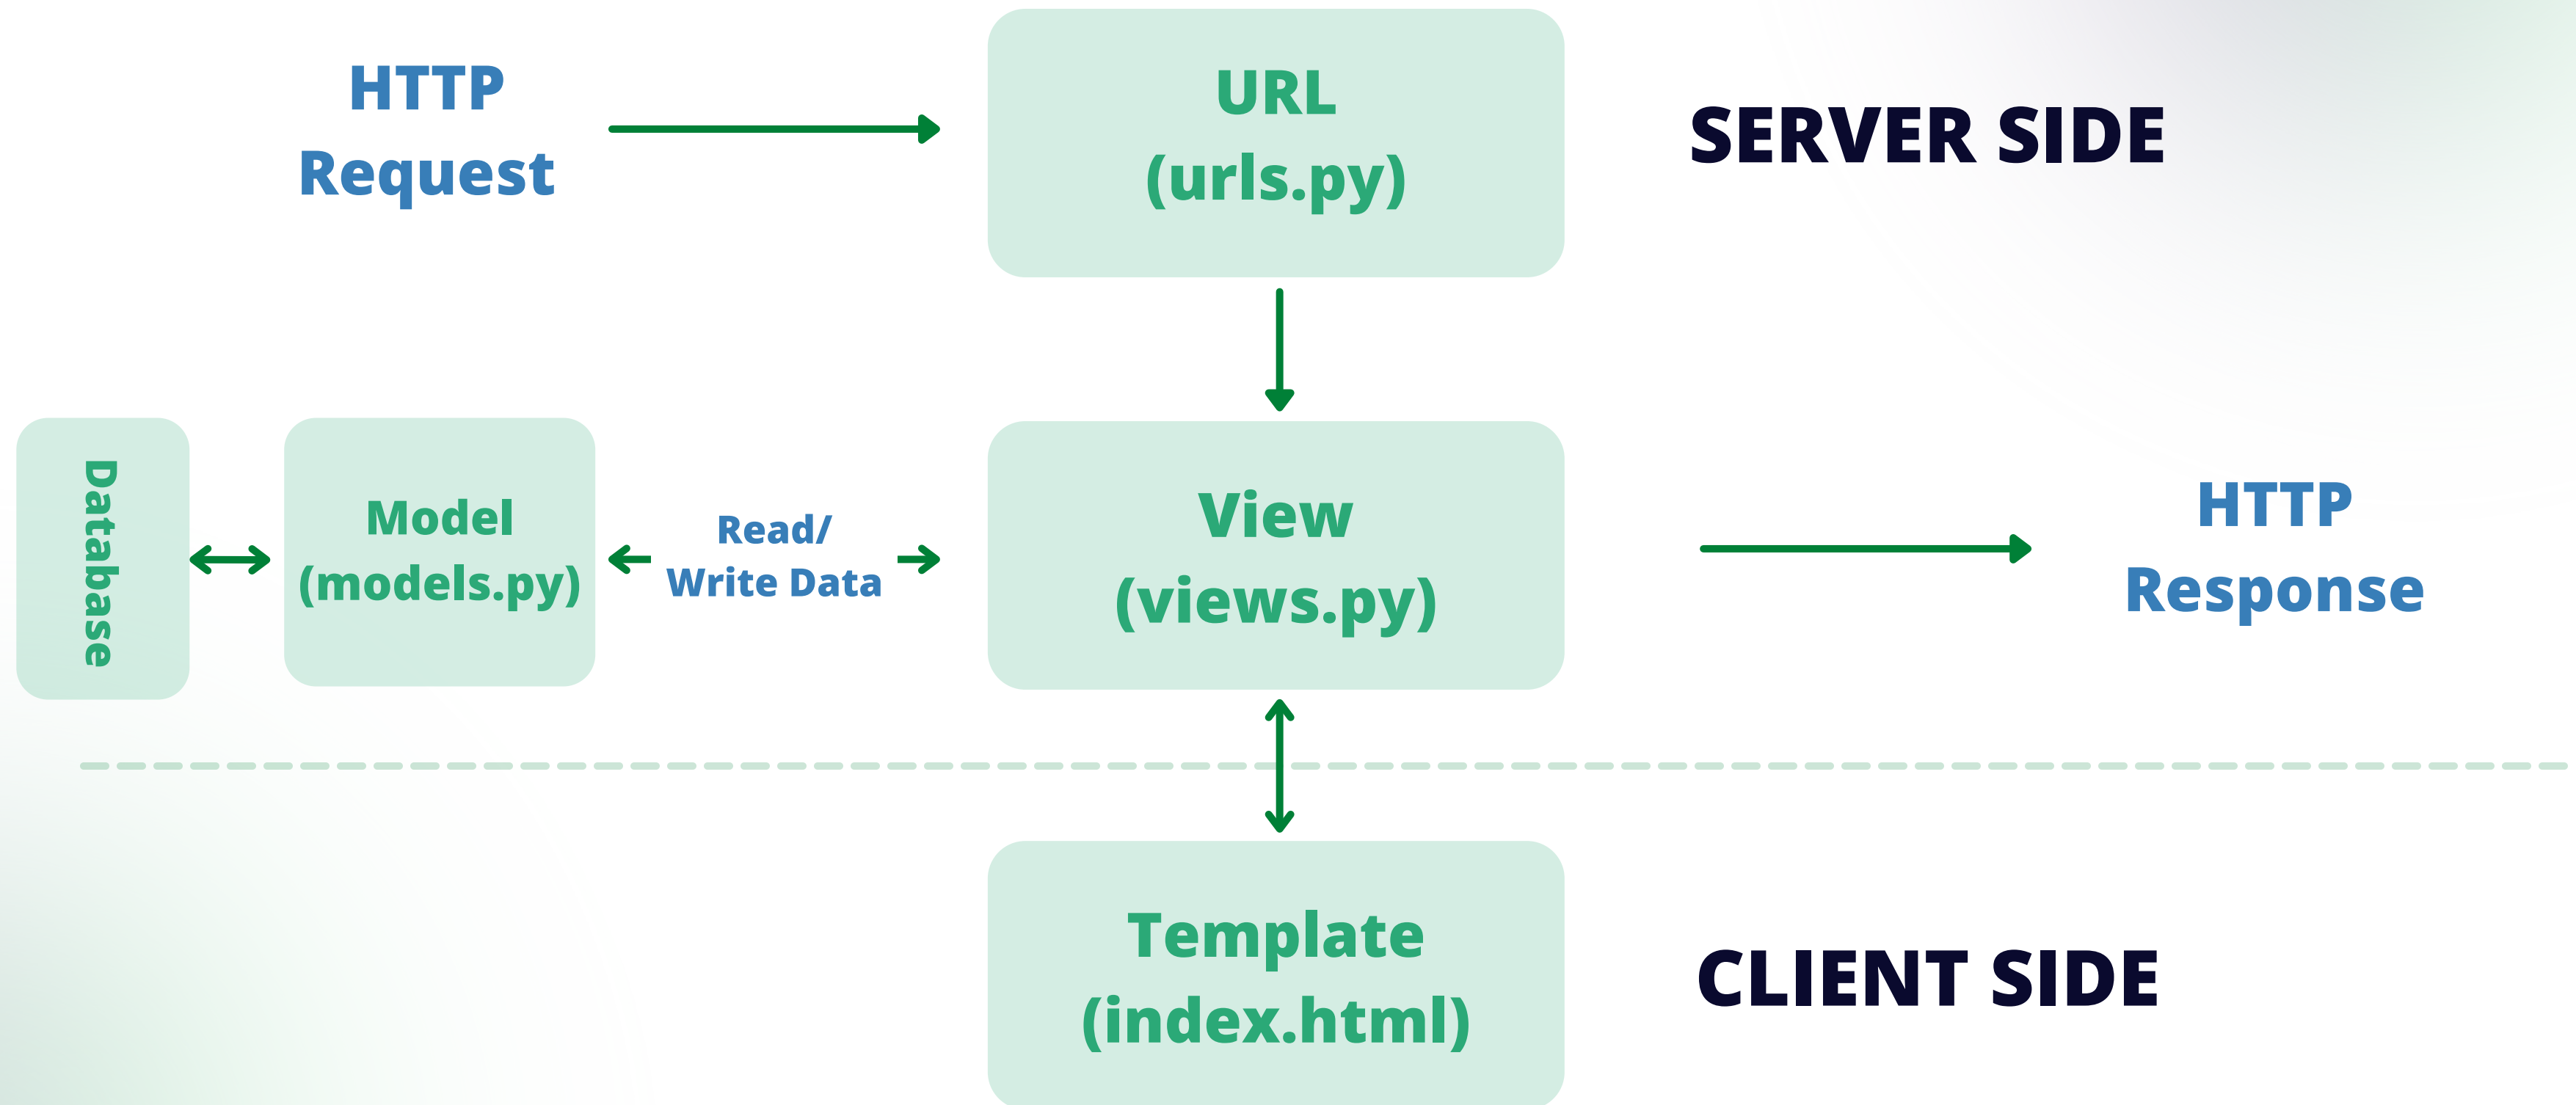 HTTP
Request
URL
(urls.py)
SERVER SIDE
Database
Model
(models.py)
Read/
Write Data
View
(views.py)
HTTP
Response
Template
(index.html)
CLIENT SIDE